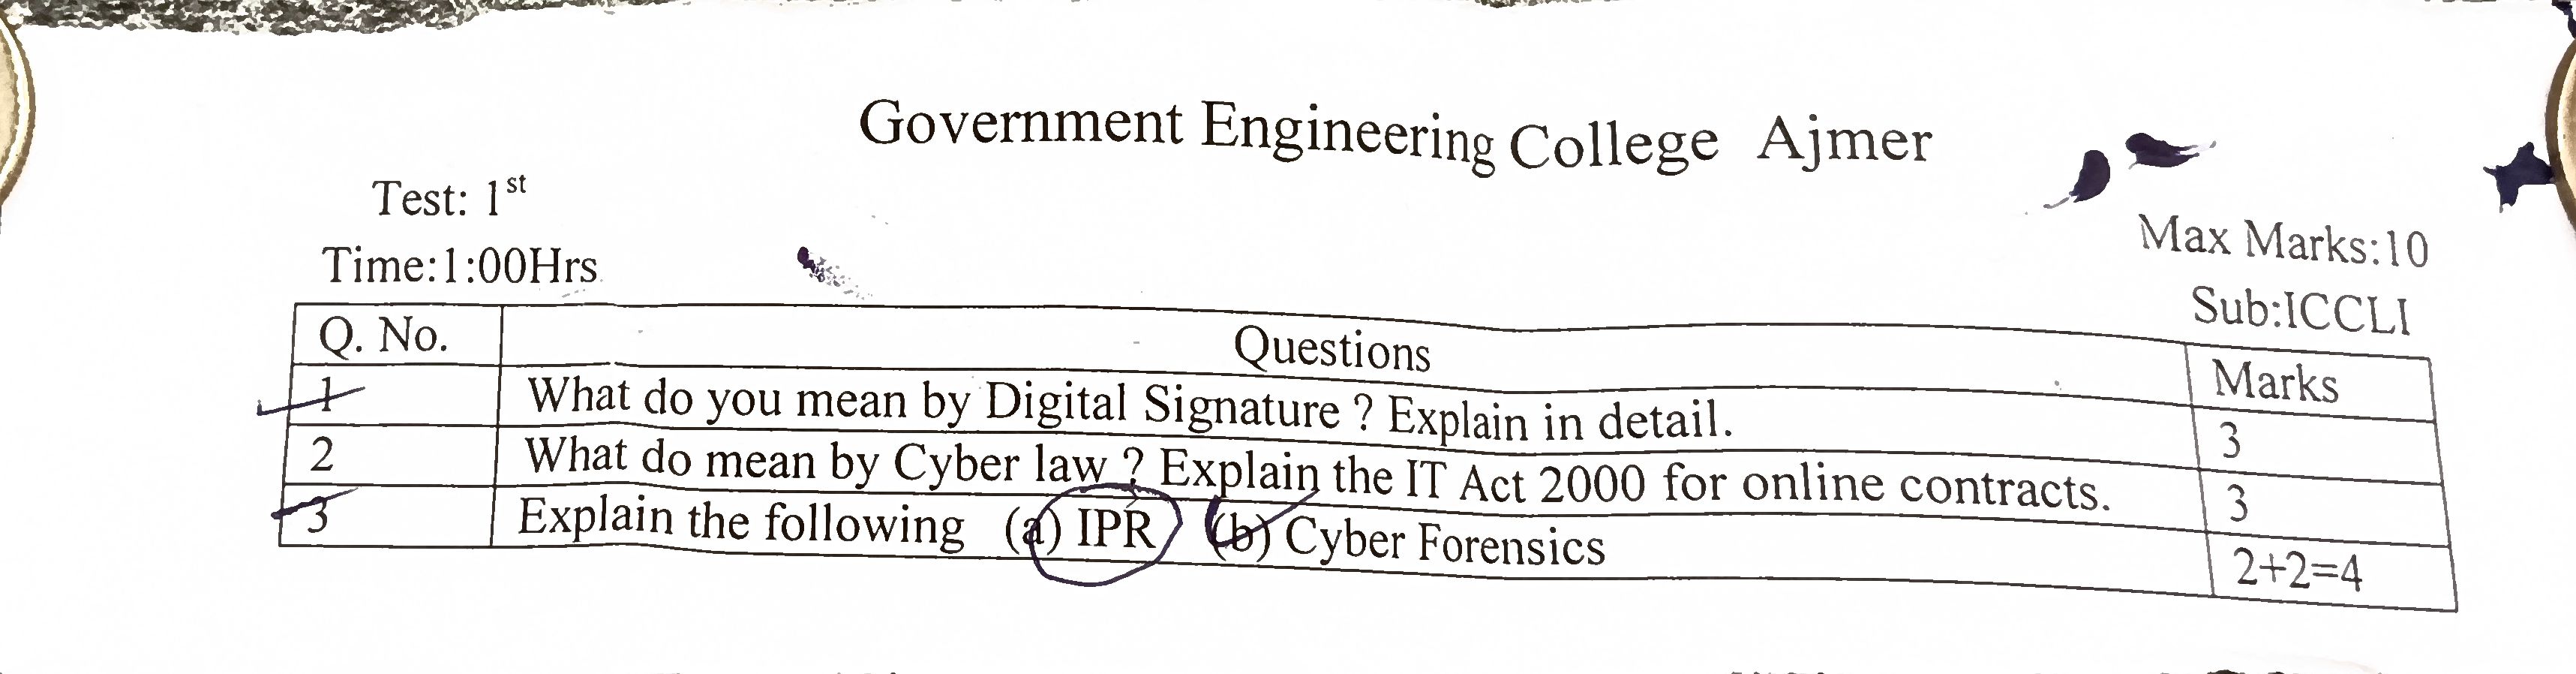 Government Engineering College Ajmer
Test: 1st
Max Marks:10
Time:1:00Hrs
Sub:ICCLI
Q. No. Questions Marks
1 What do you mean by Digital Signature ? Explain in detail. 3
2 What do mean by Cyber law ? Explain the IT Act 2000 for online contracts. 3
3 Explain the following (a) IPR (b) Cyber Forensics 2+2=4